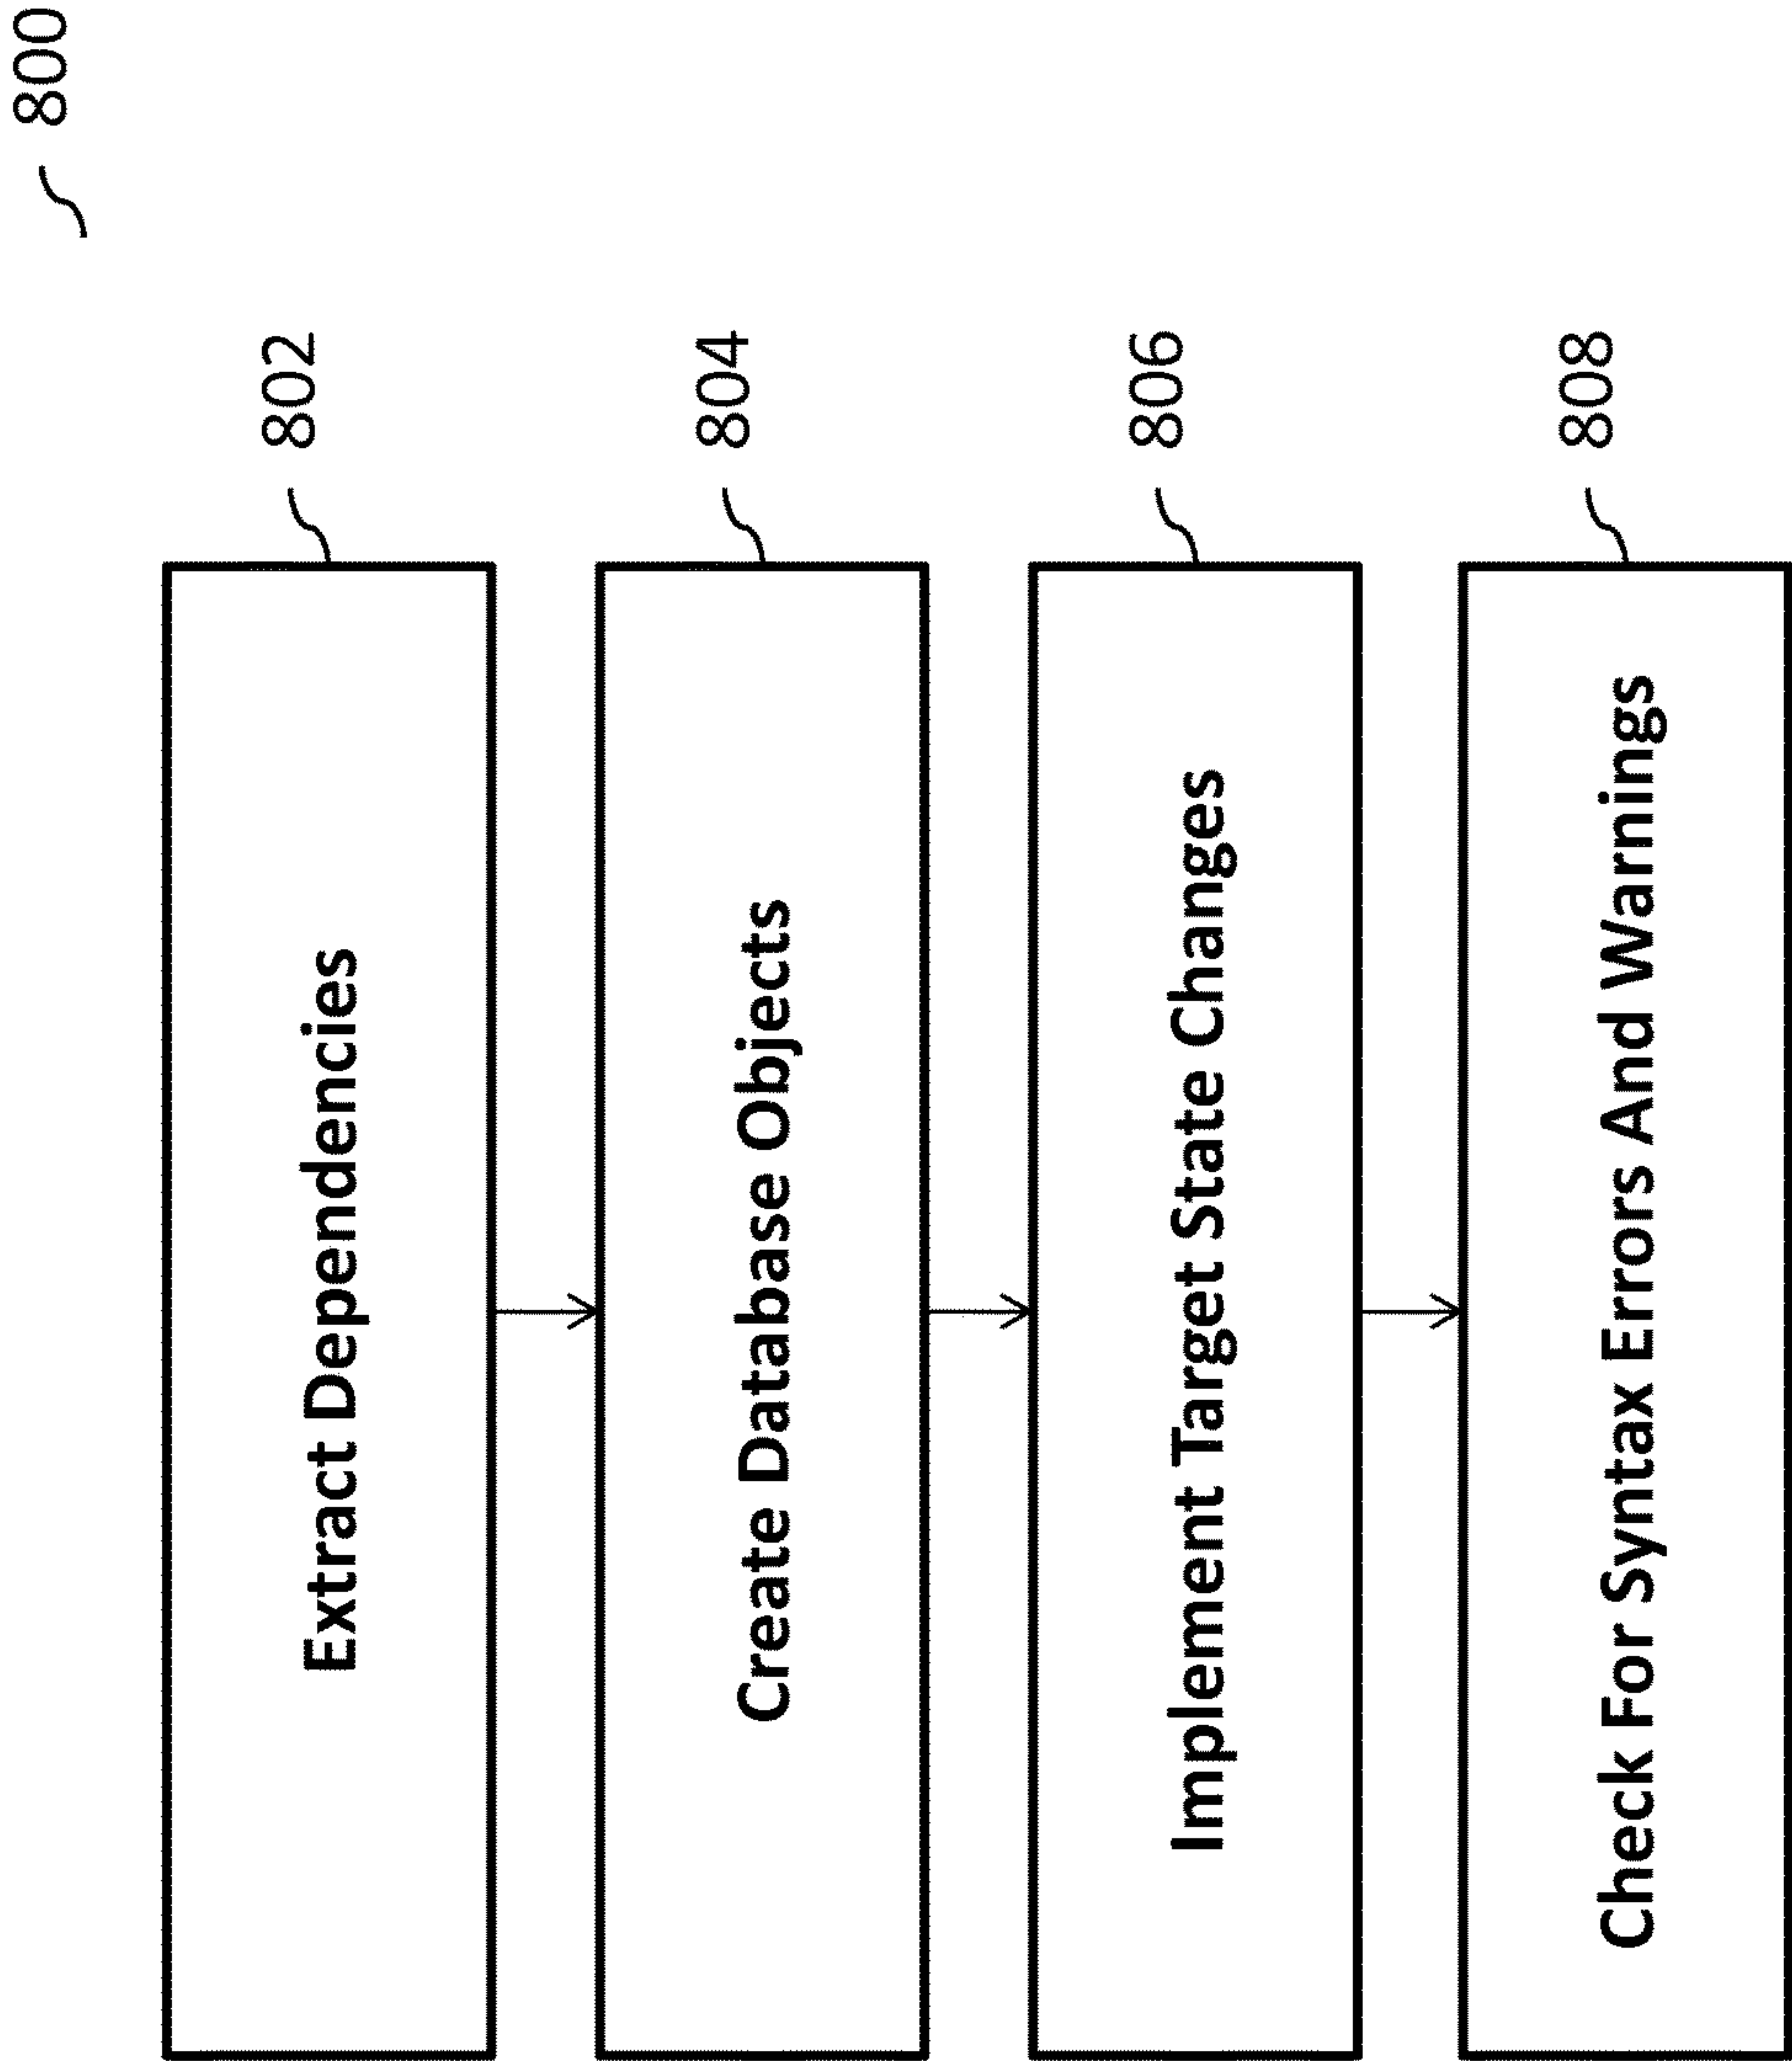 800
Extract Dependencies
802
Create Database Objects
804
Implement Target State Changes
806
Check For Syntax Errors And Warnings
808